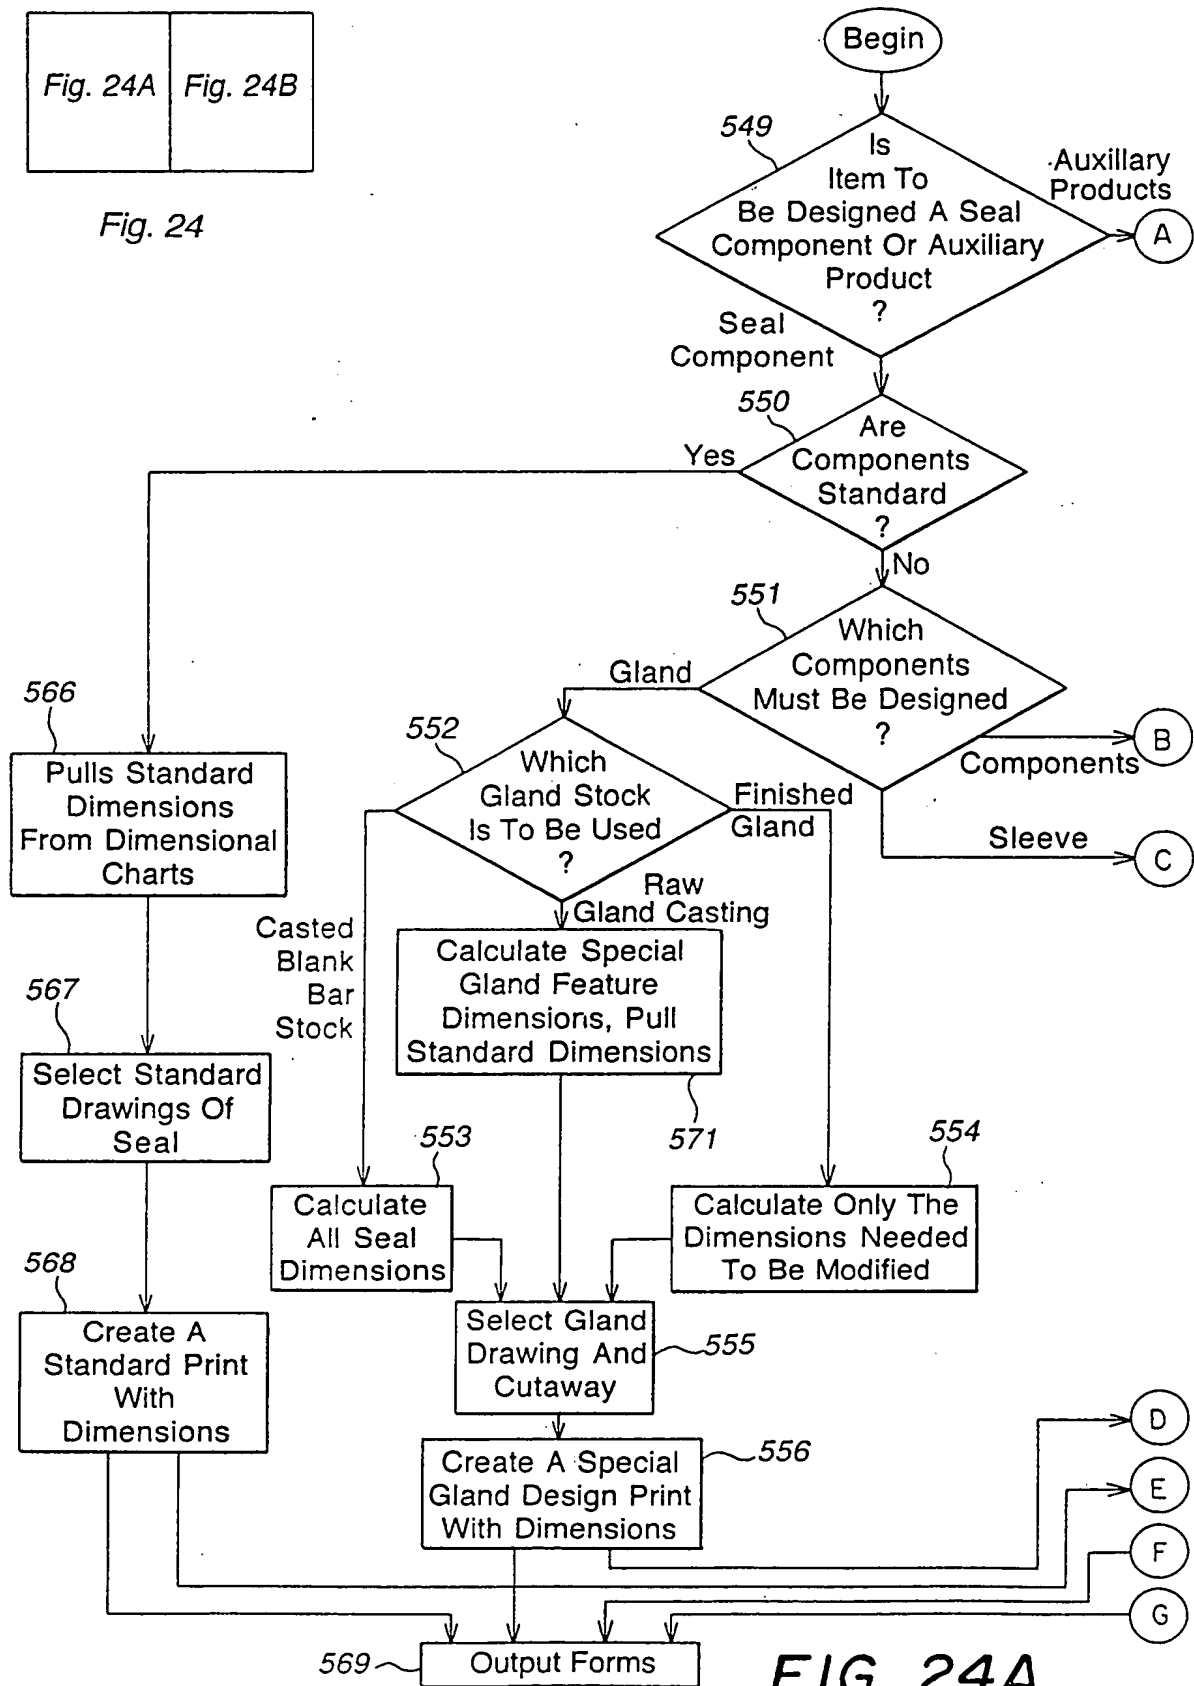 Fig. 24A
Fig. 24B
Fig. 24
Begin
549
Is
Item To
Be Designed A Seal
Component Or Auxiliary
Product
?
Auxillary
Products
A
Seal
Component
550
Are
Components
Standard
?
Yes
No
551
Which
Components
Must Be Designed
?
Gland
B
Components
Sleeve
C
566
Pulls Standard
Dimensions
From Dimensional
Charts
552
Which
Gland Stock
Is To Be Used
?
Finished
Gland
Raw
Gland Casting
Casted
Blank
Bar
Stock
Calculate Special
Gland Feature
Dimensions, Pull
Standard Dimensions
571
567
Select Standard
Drawings Of
Seal
553
Calculate
All Seal
Dimensions
554
Calculate Only The
Dimensions Needed
To Be Modified
568
Create A
Standard Print
With
Dimensions
Select Gland
Drawing And
Cutaway
555
Create A Special
Gland Design Print
With Dimensions
556
D
E
F
G
569
Output Forms
FIG. 24A